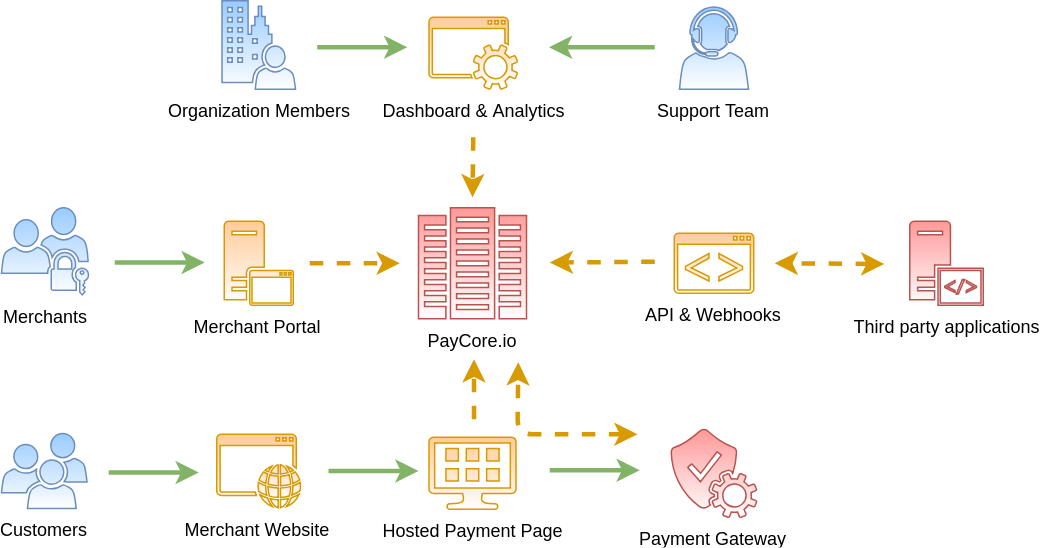 Organization Members
Dashboard & Analytics
Support Team
Merchants
Merchant Portal
PayCore.io
API & Webhooks
Third party applications
Customers
Merchant Website
Hosted Payment Page
Payment Gateway